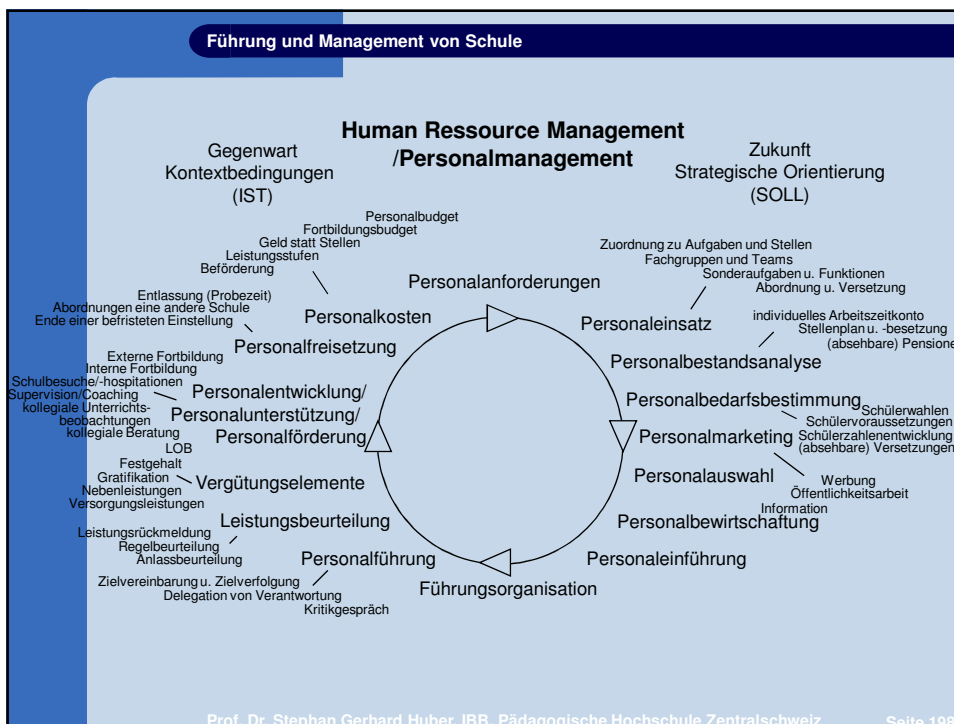 Führung und Management von Schule
Human Ressource Management
/Personalmanagement
Gegenwart
Kontextbedingungen
(IST)
Zukunft
Strategische Orientierung
(SOLL)
Personalbudget
Fortbildungsbudget
Geld statt Stellen
Leistungsstufen
Beförderung
Zuordnung zu Aufgaben und Stellen
Fachgruppen und Teams
Sonderaufgaben u. Funktionen
Abordnung u. Versetzung
Personalanforderungen
Entlassung (Probezeit)
Abordnungen eine andere Schule
Ende einer befristeten Einstellung
Personalkosten
Personaleinsatz
individuelles Arbeitszeitkonto
Stellenplan u. -besetzung
(absehbare) Pensione
Personalfreisetzung
Personalbestandsanalyse
Externe Fortbildung
Interne Fortbildung
Schulbesuche/-hospitationen
Supervision/Coaching
kollegiale Unterrichts-
beobachtungen
kollegiale Beratung
Personalentwicklung/
Personalunterstützung/
Personalförderung
Personalbedarfsbestimmung
Schülerwahlen
Schülervoraussetzungen
Schülerzahlenentwicklung
(absehbare) Versetzungen
Personalmarketing
LOB
Festgehalt
Gratifikation
Nebenleistungen
Versorgungsleistungen
Vergütungselemente
Personalauswahl
Werbung
Öffentlichkeitsarbeit
Information
Leistungsbeurteilung
Personalbewirtschaftung
Leistungsrückmeldung
Regelbeurteilung
Anlassbeurteilung
Personalführung
Personaleinführung
Zielvereinbarung u. Zielverfolgung
Delegation von Verantwortung
Kritikgespräch
Führungsorganisation
Prof. Dr. Stephan Gerhard Huber, IBB, Pädagogische Hochschule Zentralschweiz
Seite 198